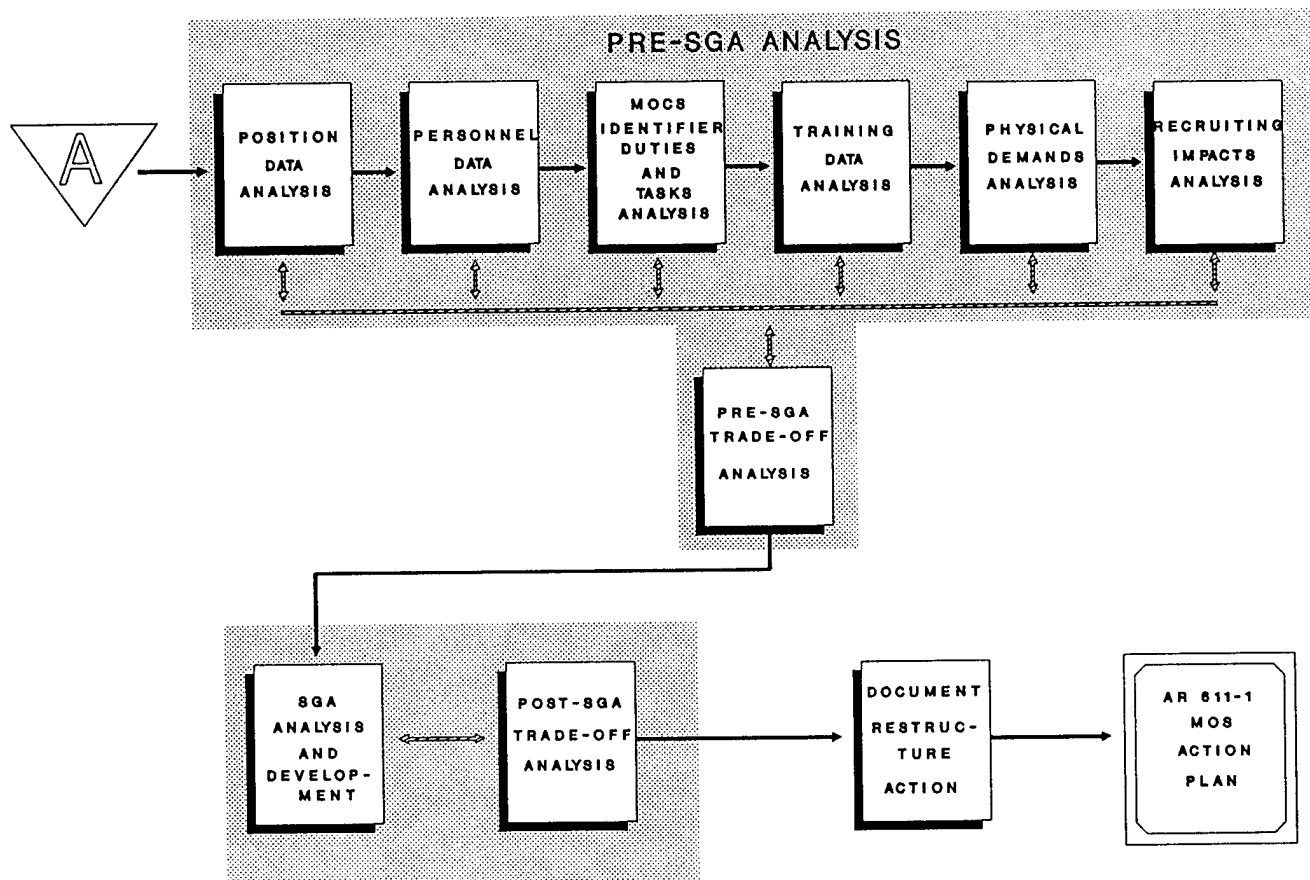 PRE-SGA ANALYSIS
A
POSITION
DATA
ANALYSIS
PERSONNEL
DATA
ANALYSIS
MOCS
IDENTIFIER
DUTIES
AND
TASKS
ANALYSIS
TRAINING
DATA
ANALYSIS
PHYSICAL
DEMANDS
ANALYSIS
RECRUITING
IMPACTS
ANALYSIS
PRE-SGA
TRADE-OFF
ANALYSIS
SGA
ANALYSIS
AND
DEVELOP-
MENT
POST-SGA
TRADE-OFF
ANALYSIS
DOCUMENT
RESTRUC-
TURE
ACTION
AR 611-1
MOS
ACTION
PLAN